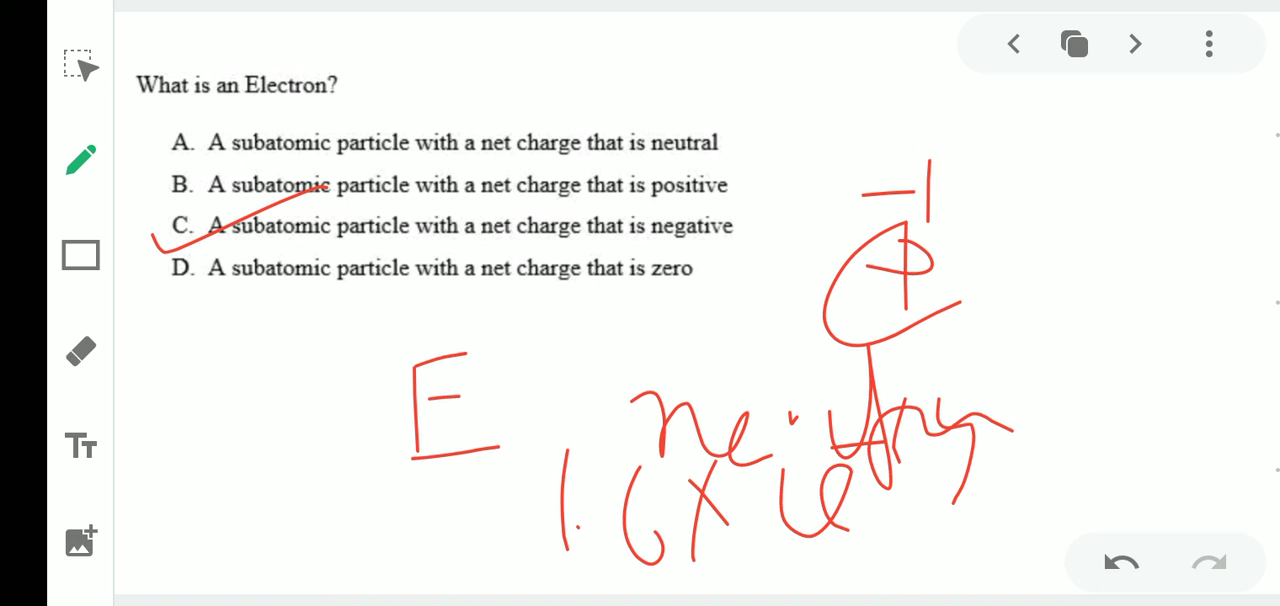 What is an Electron?
A. A subatomic particle with a net charge that is neutral
B. A subatomic particle with a net charge that is positive
C. A subatomic particle with a net charge that is negative
D. A subatomic particle with a net charge that is zero
-1
E
1.6x